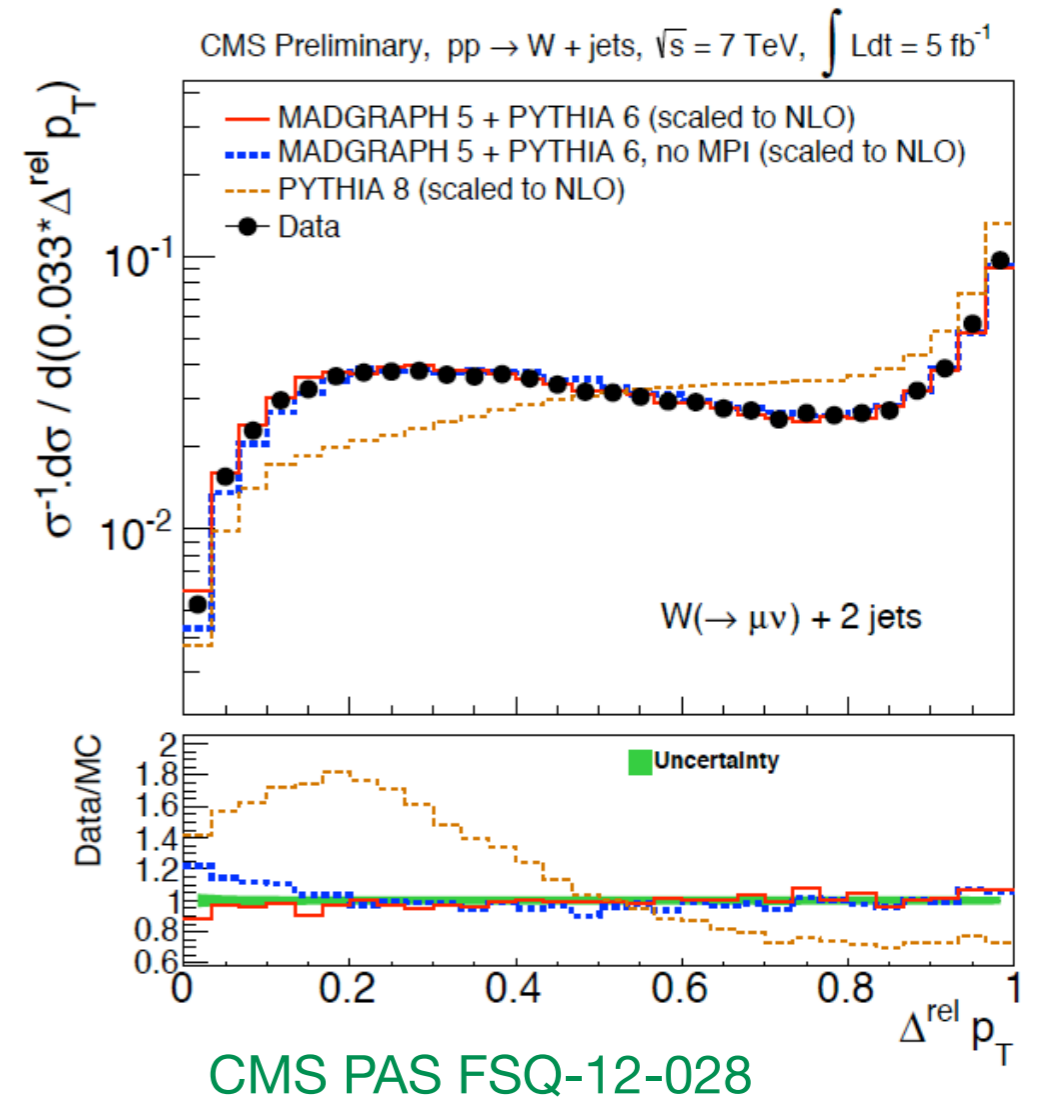 CMS Preliminary, pp → W + jets, √s = 7 TeV, ∫ Ldt = 5 fb⁻¹
σ⁻¹.dσ / d(0.033*Δ^rel p_T)
MADGRAPH 5 + PYTHIA 6 (scaled to NLO)
MADGRAPH 5 + PYTHIA 6, no MPI (scaled to NLO)
PYTHIA 8 (scaled to NLO)
Data
10⁻¹
10⁻²
W(→ μν) + 2 jets
Data/MC
Uncertainty
2
1.8
1.6
1.4
1.2
1
0.8
0.6
0 0.2 0.4 0.6 0.8 1
Δ^rel p_T
CMS PAS FSQ-12-028